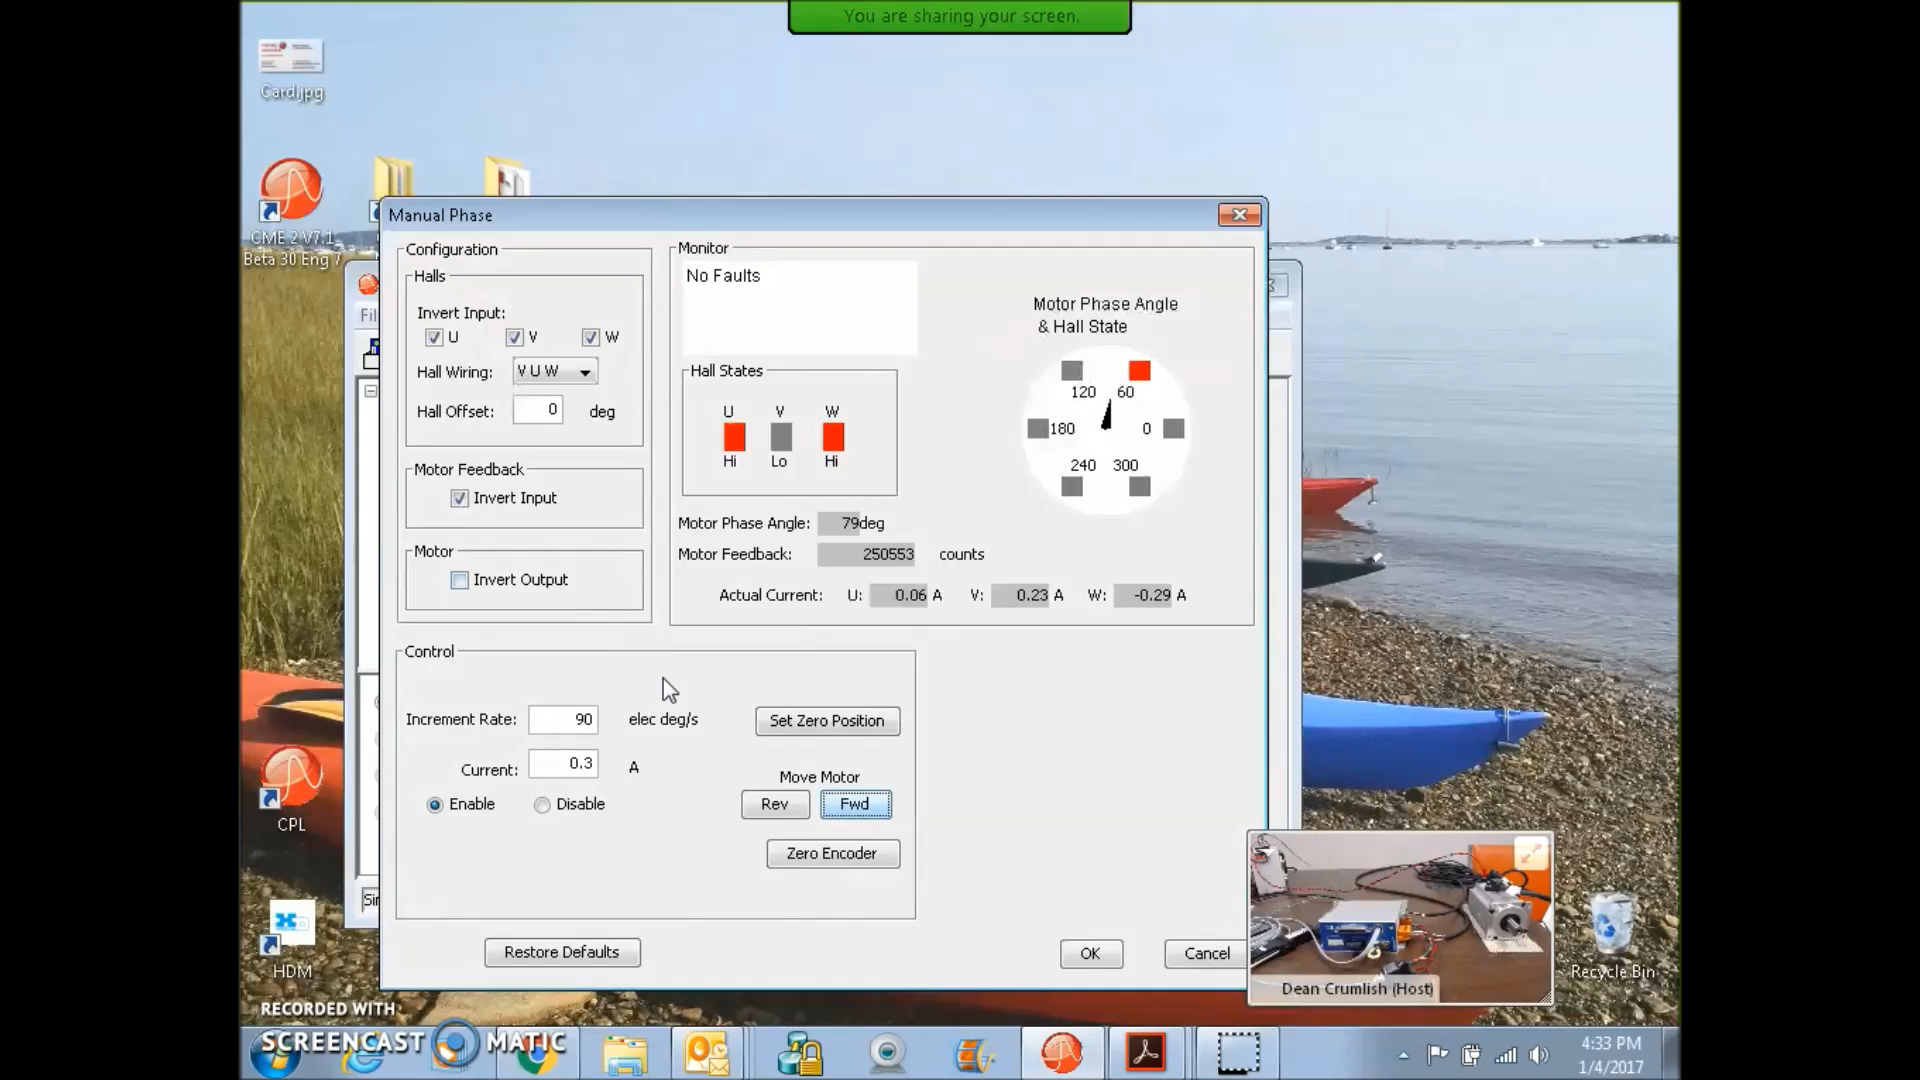 You are sharing your screen.
Card.jpg
CME 2 V7.1
Beta 30 Eng 7
Manual Phase
Configuration
Halls
Invert Input:
U V W
Hall Wiring: V U W
Hall Offset: 0 deg
Motor Feedback
Invert Input
Motor
Invert Output
Monitor
No Faults
Hall States
U V W
Hi Lo Hi
Motor Phase Angle
& Hall State
120 60
180 0
240 300
Motor Phase Angle: 79deg
Motor Feedback: 250553 counts
Actual Current: U: 0.06 A V: 0.23 A W: -0.29 A
Control
Increment Rate: 90 elec deg/s
Current: 0.3 A
Enable Disable
Set Zero Position
Move Motor
Rev Fwd
Zero Encoder
Restore Defaults
OK Cancel
CPL
HDM
Dean Crumlish (Host)
Recycle Bin
RECORDED WITH
SCREENCAST MATIC
4:33 PM
1/4/2017